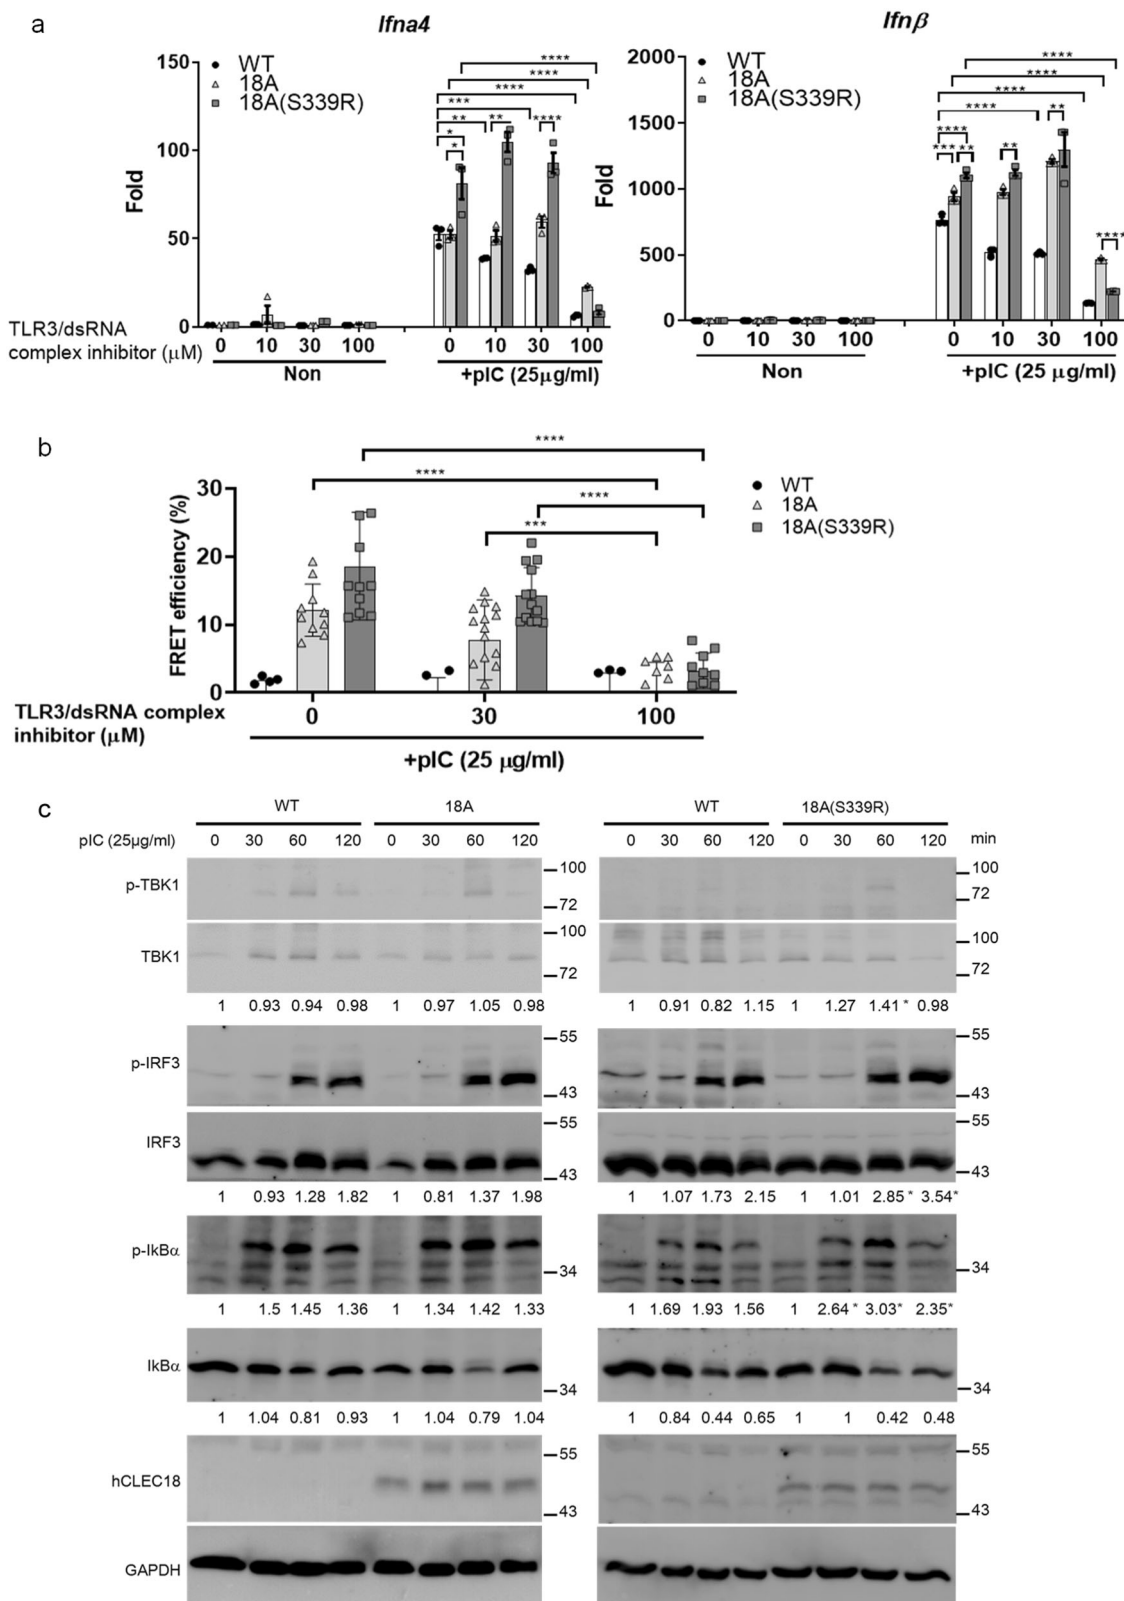 a
Ifna4
Ifnβ
150
100
50
0
Fold
WT
18A
18A(S339R)
****
****
****
***
**
**
****
*
*
TLR3/dsRNA
complex inhibitor (μM)
0 10 30 100 0 10 30 100
Non +pIC (25μg/ml)
2000
1500
1000
500
0
Fold
WT
18A
18A(S339R)
****
****
****
****
**
****
*** **
**
****
0 10 30 100 0 10 30 100
Non +pIC (25 μg/ml)
b
****
****
****
***
30
20
10
0
FRET efficiency (%)
WT
18A
18A(S339R)
TLR3/dsRNA complex
inhibitor (μM)
0 30 100
+pIC (25 μg/ml)
c
WT 18A WT 18A(S339R)
pIC (25μg/ml) 0 30 60 120 0 30 60 120 0 30 60 120 0 30 60 120 min
p-TBK1 100 72 100 72
TBK1 100 72 100 72
1 0.93 0.94 0.98 1 0.97 1.05 0.98 1 0.91 0.82 1.15 1 1.27 1.41 * 0.98
p-IRF3 55 43 55 43
IRF3 55 43 55 43
1 0.93 1.28 1.82 1 0.81 1.37 1.98 1 1.07 1.73 2.15 1 1.01 2.85 * 3.54*
p-IkBα 34 34
1 1.5 1.45 1.36 1 1.34 1.42 1.33 1 1.69 1.93 1.56 1 2.64 * 3.03* 2.35*
IkBα 34 34
1 1.04 0.81 0.93 1 1.04 0.79 1.04 1 0.84 0.44 0.65 1 1 0.42 0.48
hCLEC18 55 43 55 43
GAPDH